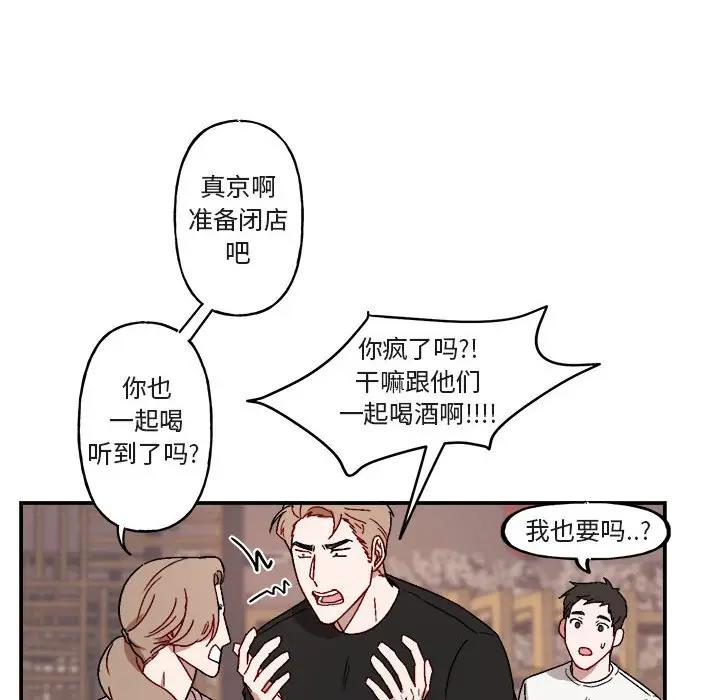 真京啊
准备闭店
吧
你也
一起喝
听到了吗?
你疯了吗?!
干嘛跟他们
一起喝酒啊!!!!
我也要吗..?